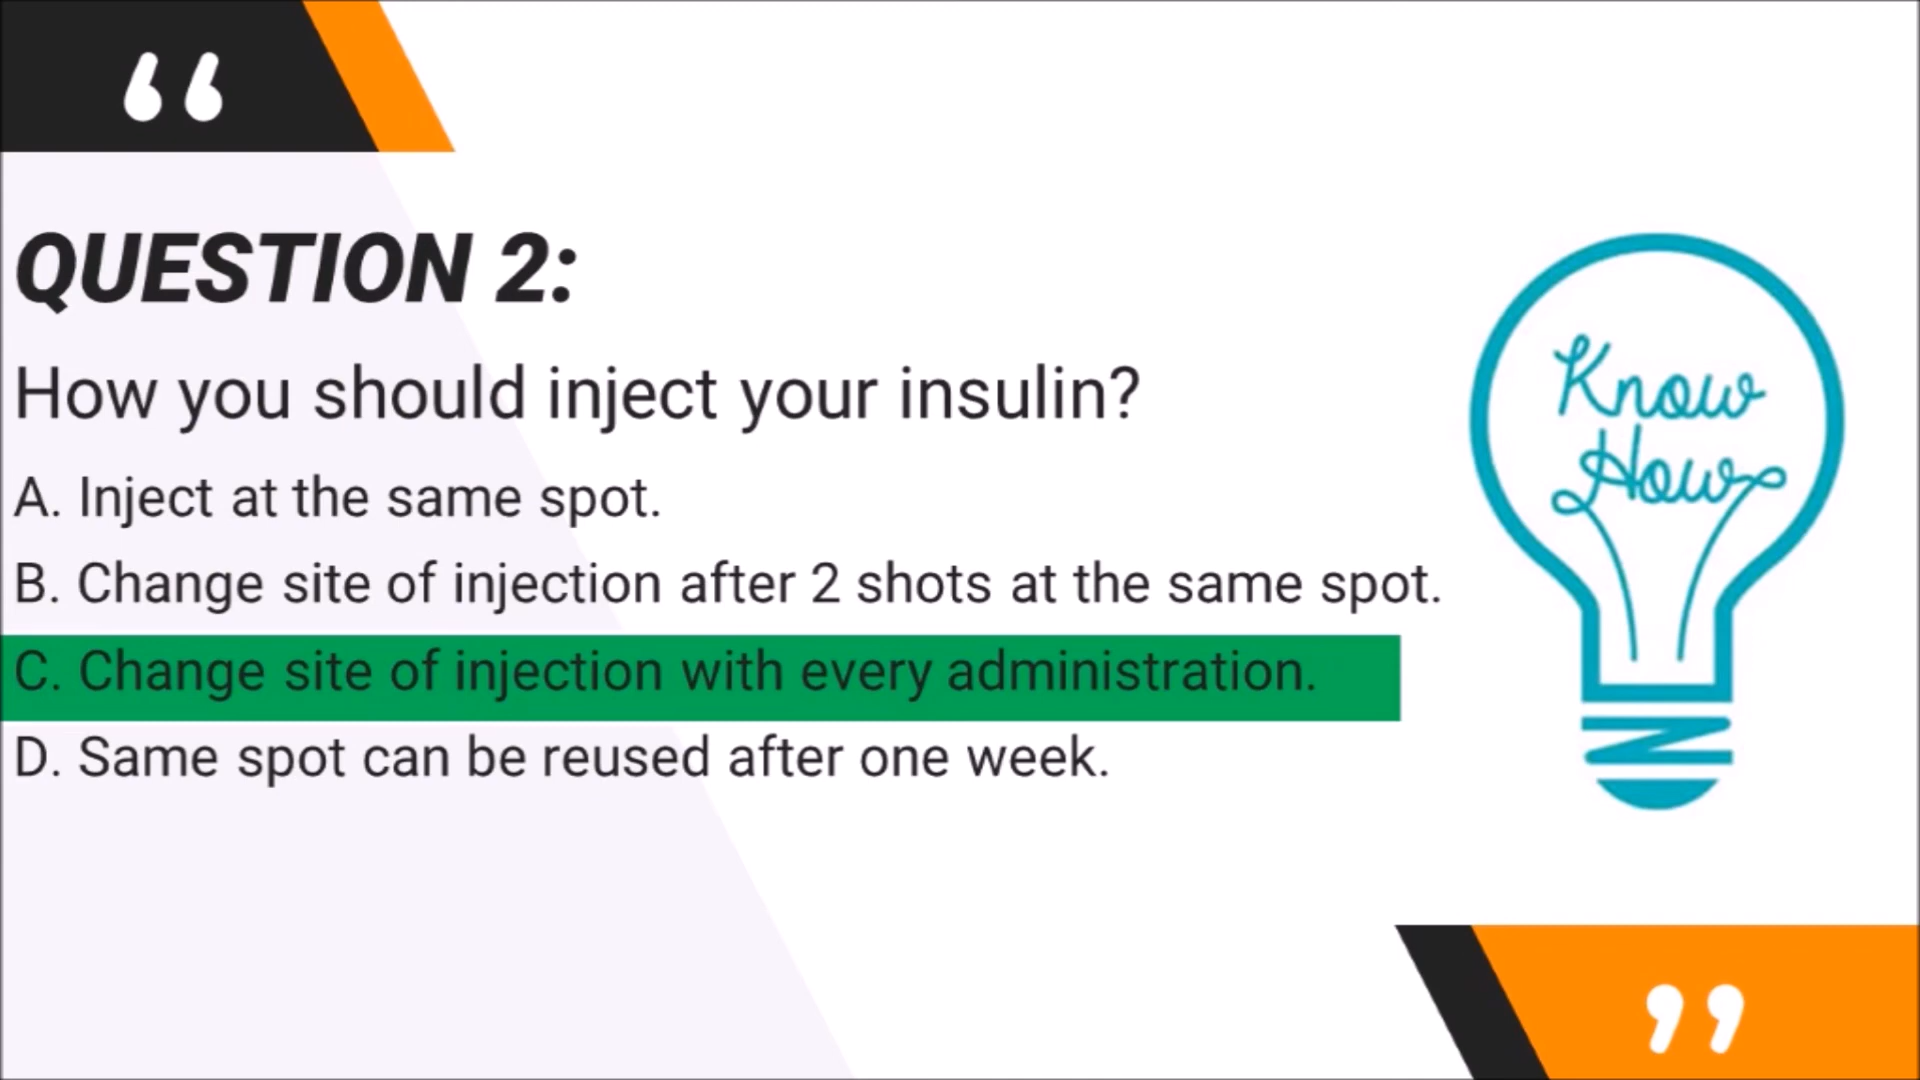 QUESTION 2:
How you should inject your insulin?
A. Inject at the same spot.
B. Change site of injection after 2 shots at the same spot.
C. Change site of injection with every administration.
D. Same spot can be reused after one week.
Know
How